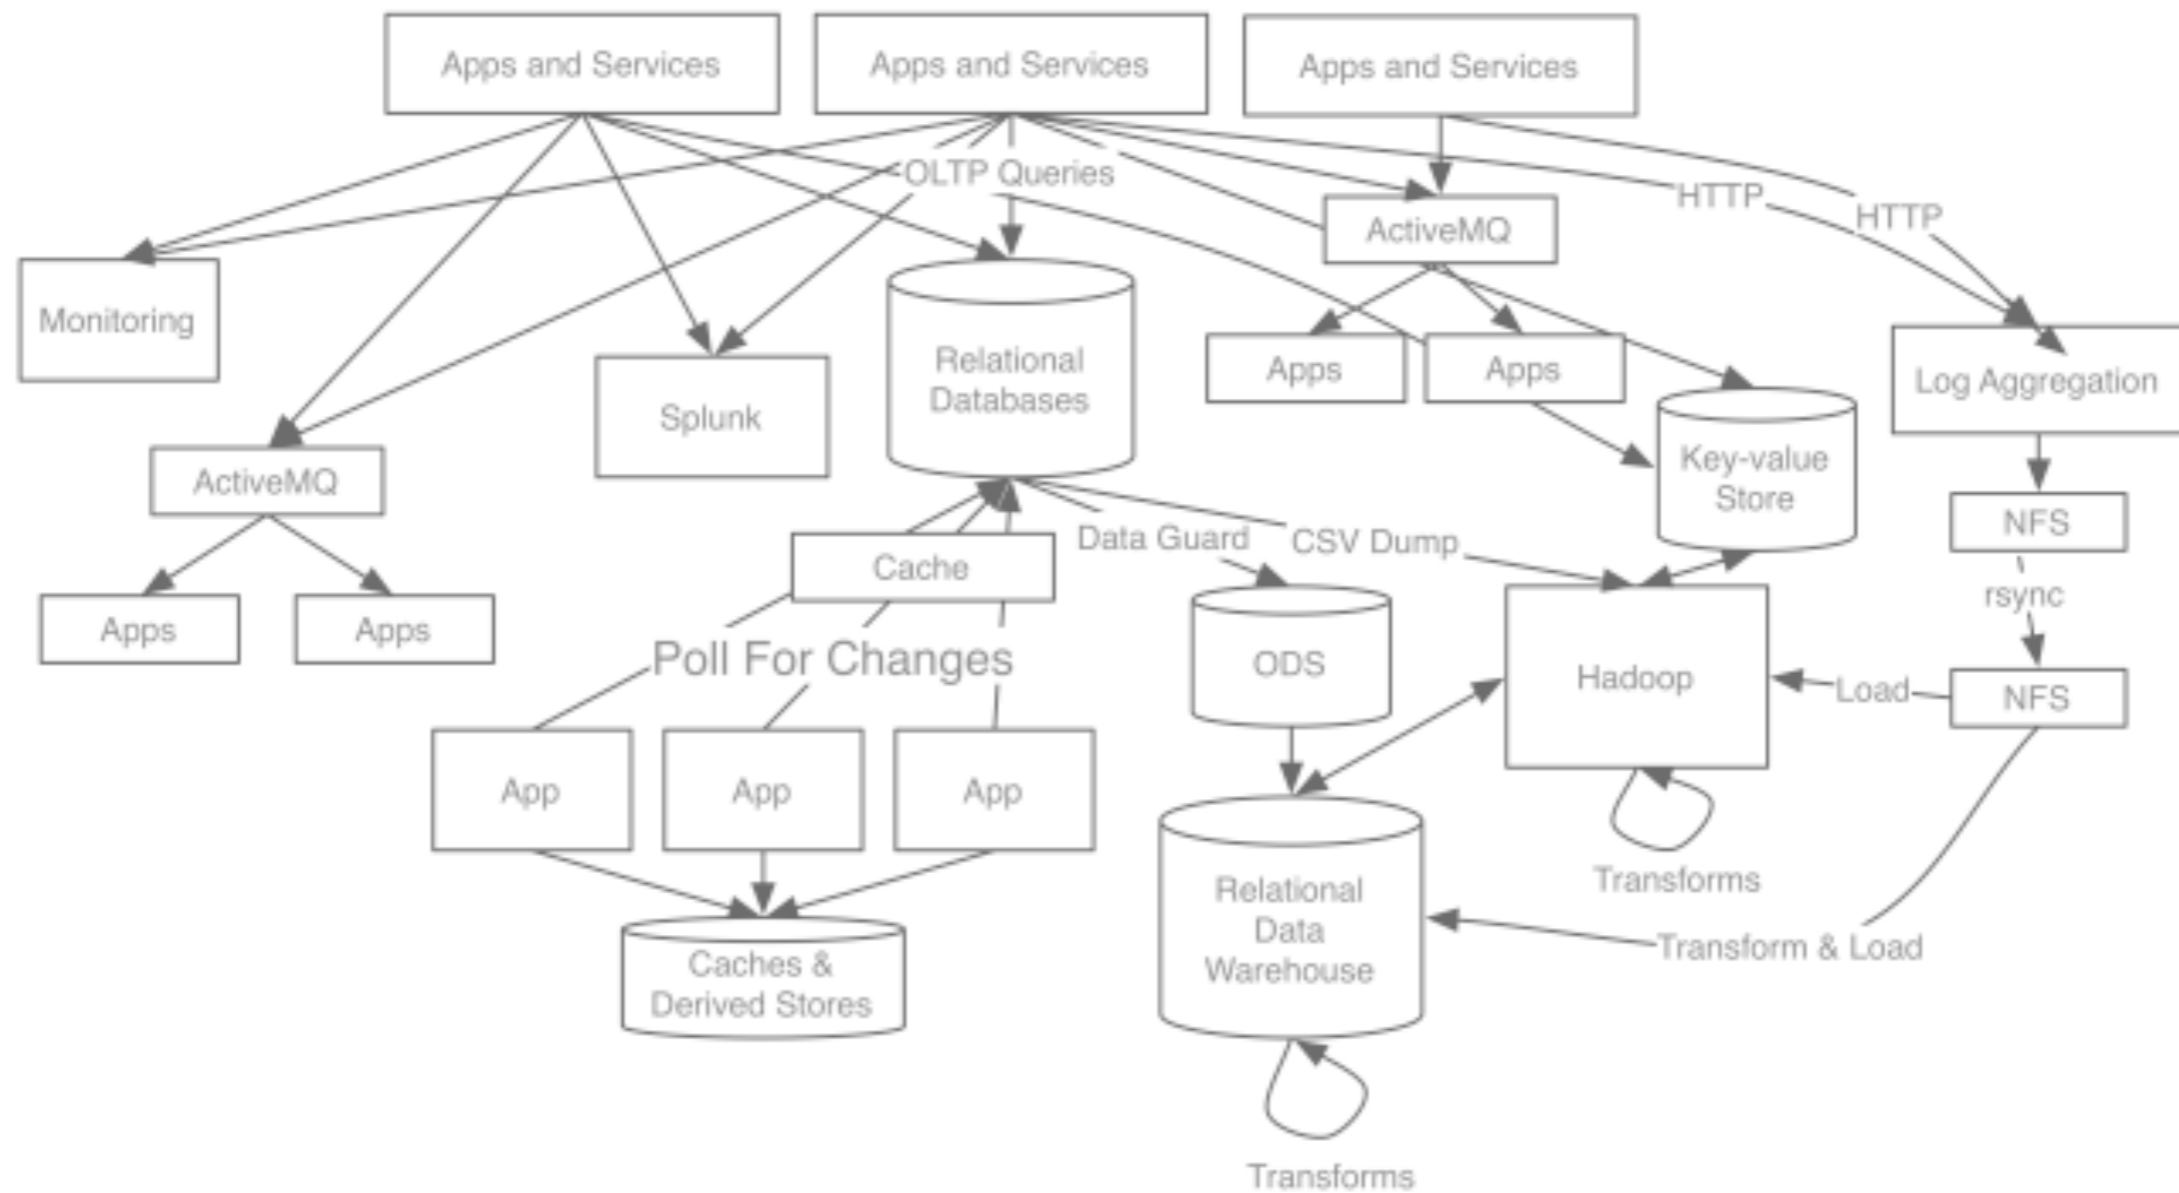 Apps and Services
Apps and Services
Apps and Services
OLTP Queries
HTTP
HTTP
ActiveMQ
Monitoring
Relational
Databases
Apps
Apps
Log Aggregation
Splunk
Key-value
Store
ActiveMQ
NFS
Data Guard
CSV Dump
Cache
rsync
Apps
Apps
Poll For Changes
ODS
Hadoop
Load
NFS
App
App
App
Transforms
Relational
Data
Warehouse
Transform & Load
Caches &
Derived Stores
Transforms